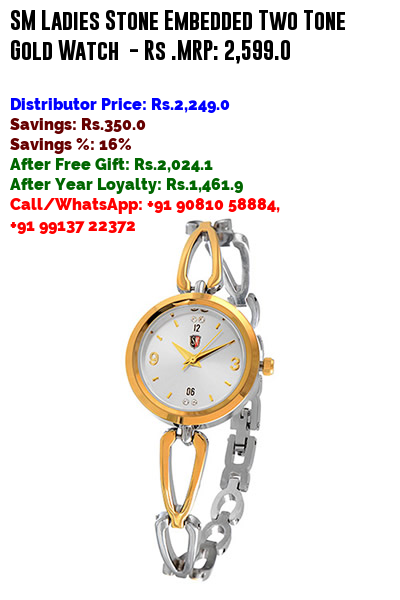 SM Ladies Stone Embedded Two Tone
Gold Watch - Rs .MRP: 2,599.0
Distributor Price: Rs.2,249.0
Savings: Rs.350.0
Savings %: 16%
After Free Gift: Rs.2,024.1
After Year Loyalty: Rs.1,461.9
Call/WhatsApp: +91 90810 58884,
+91 99137 22372
12
9 3
06